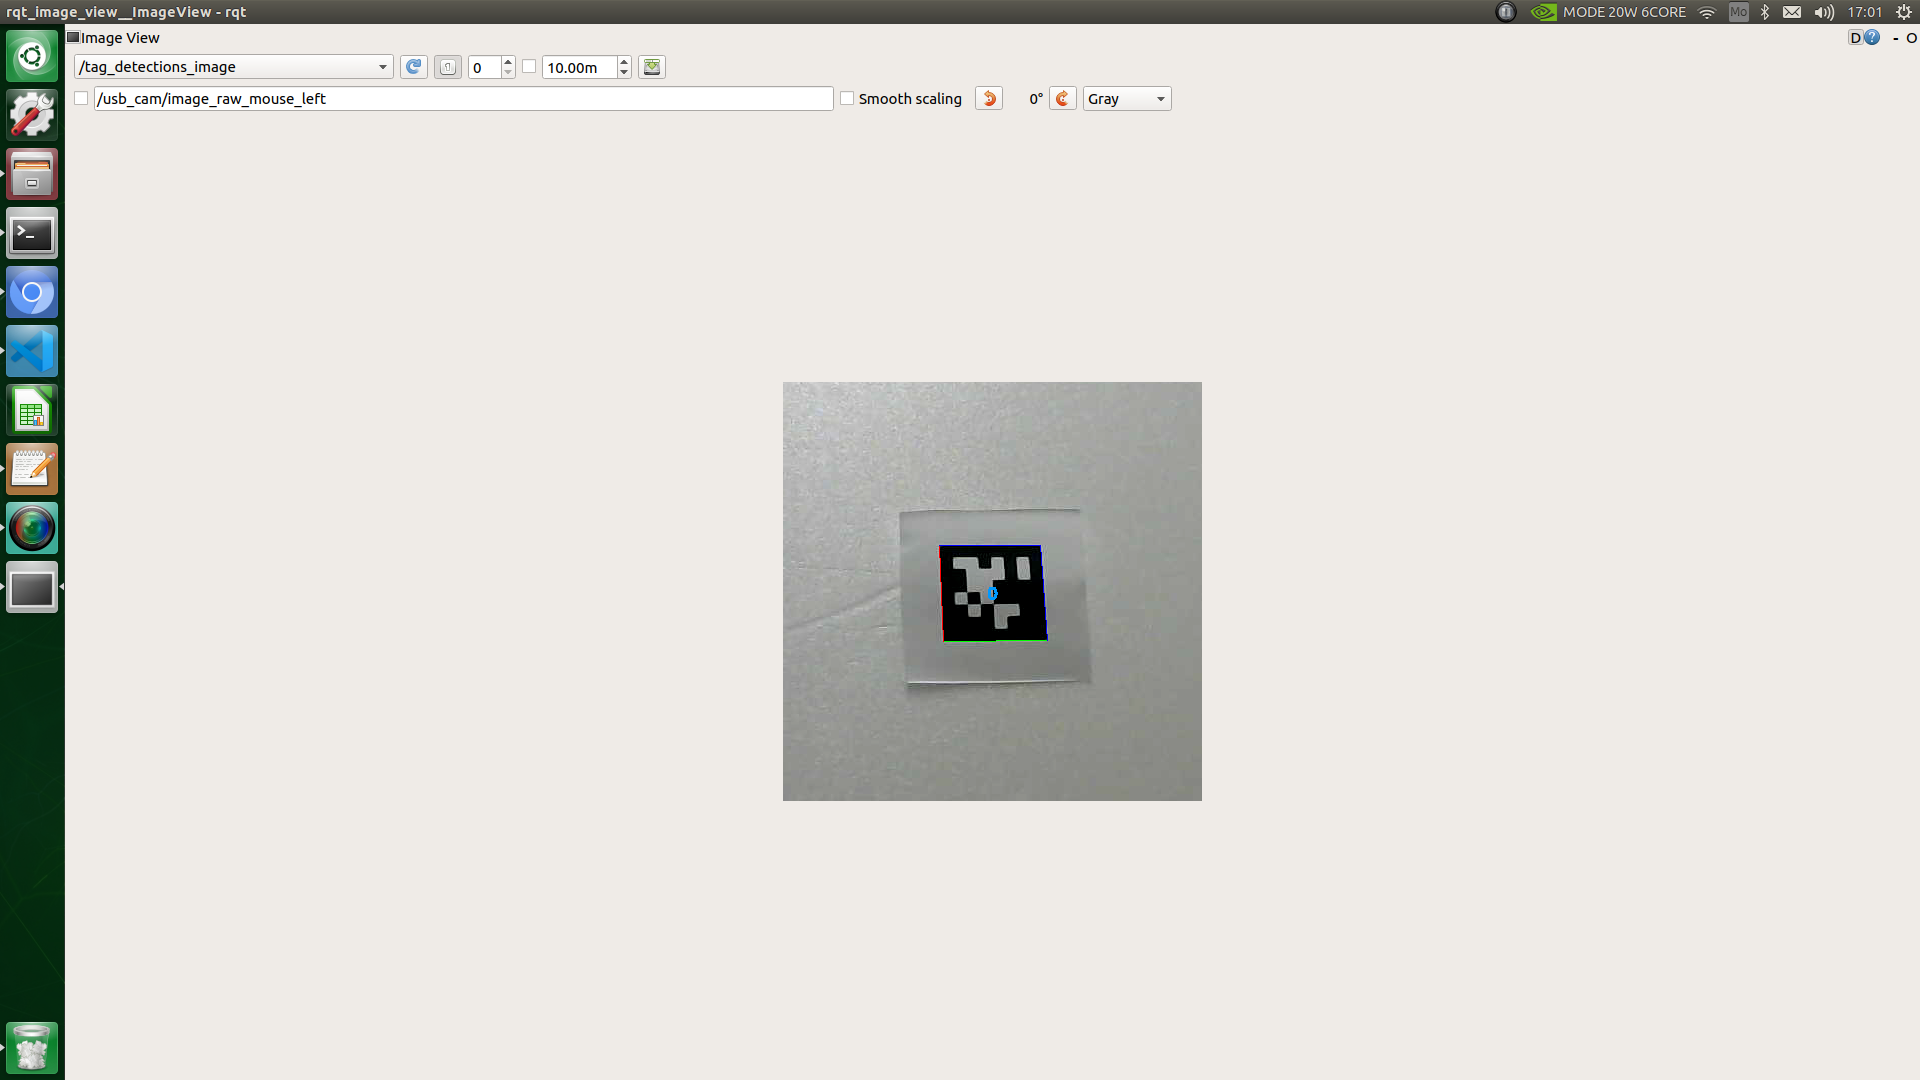 rqt_image_view__ImageView - rqt
MODE 20W 6CORE
Mo
17:01
Image View
D
?
-
O
/tag_detections_image
0
10.00m
/usb_cam/image_raw_mouse_left
Smooth scaling
0°
Gray
0